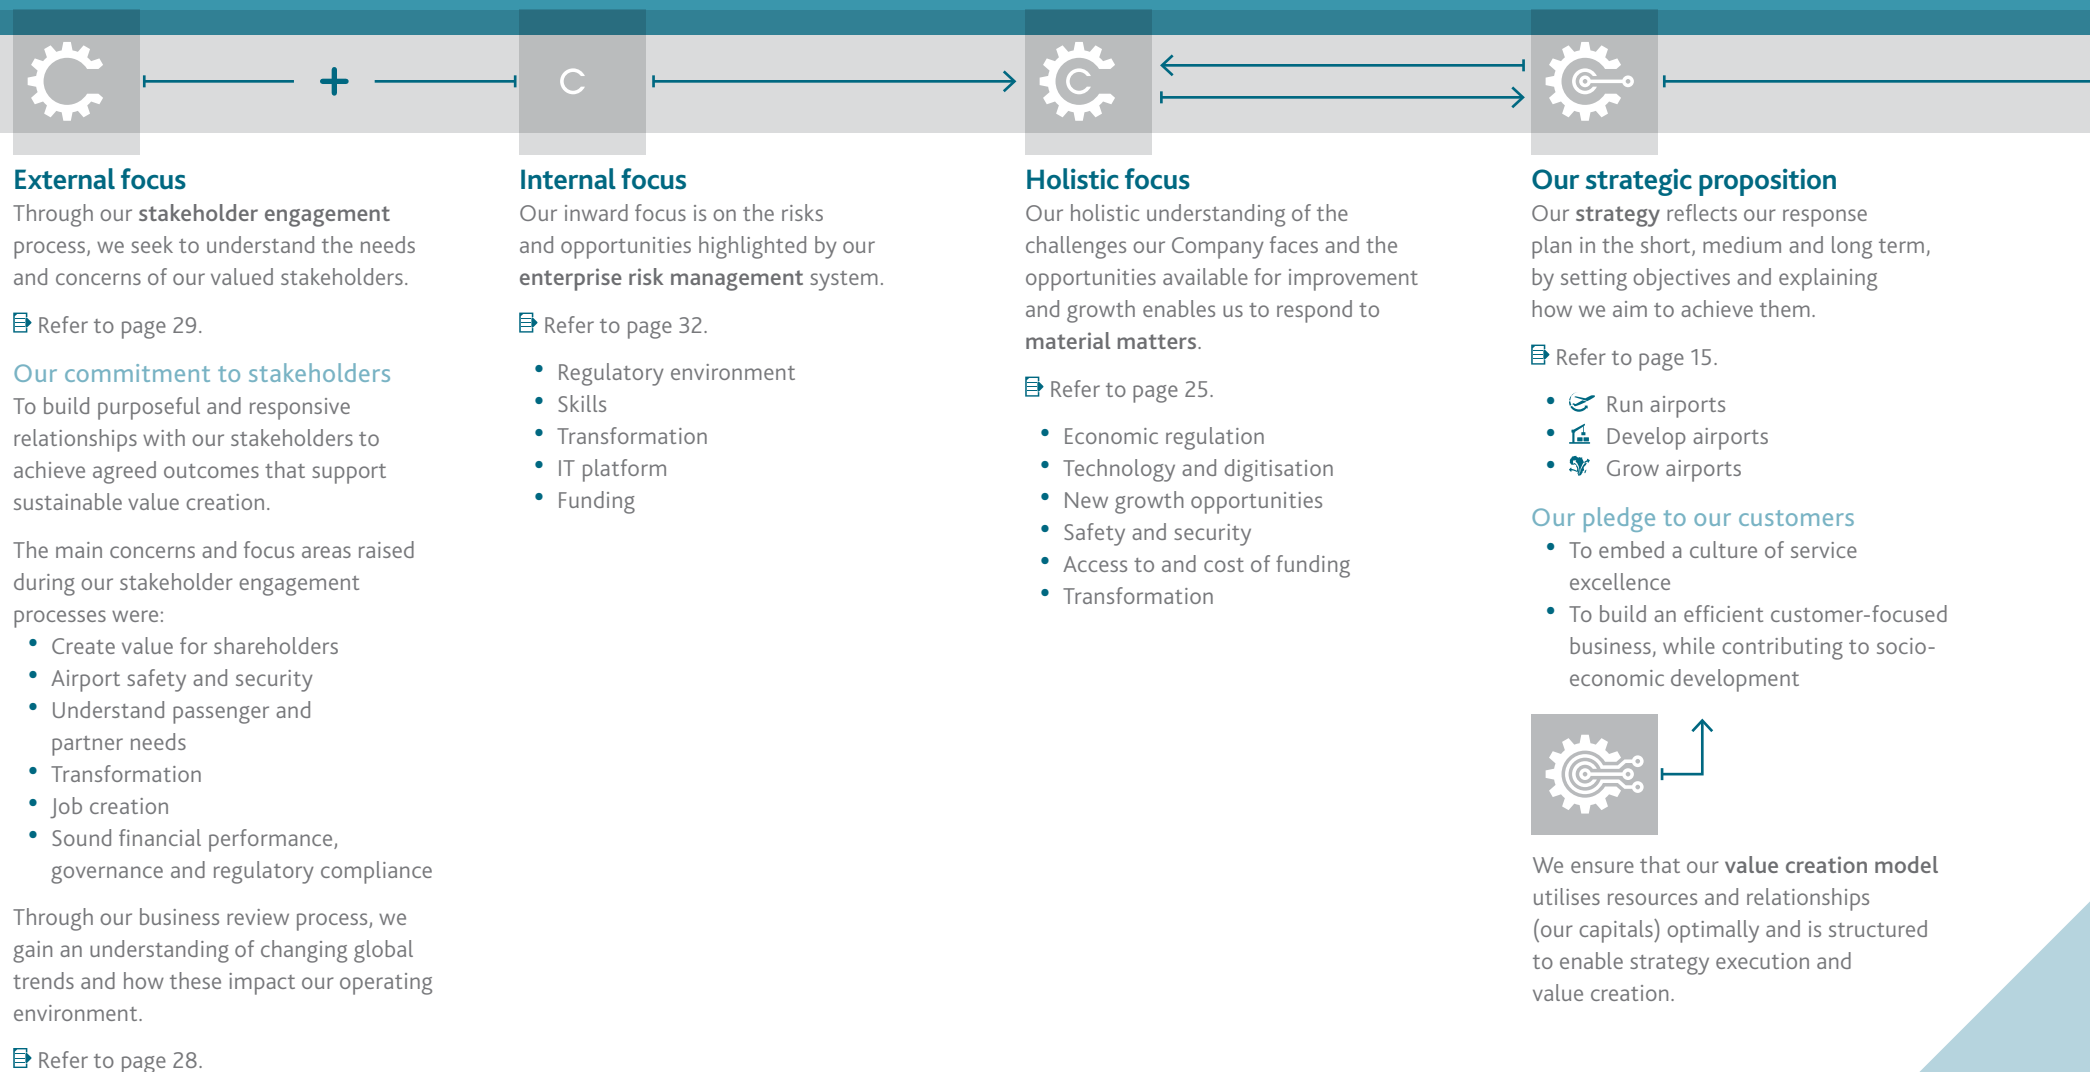 External focus
Through our stakeholder engagement
process, we seek to understand the needs
and concerns of our valued stakeholders.
Refer to page 29.
Our commitment to stakeholders
To build purposeful and responsive
relationships with our stakeholders to
achieve agreed outcomes that support
sustainable value creation.
The main concerns and focus areas raised
during our stakeholder engagement
processes were:
• Create value for shareholders
• Airport safety and security
• Understand passenger and
partner needs
• Transformation
• Job creation
• Sound financial performance,
governance and regulatory compliance
Through our business review process, we
gain an understanding of changing global
trends and how these impact our operating
environment.
Refer to page 28.
Internal focus
Our inward focus is on the risks
and opportunities highlighted by our
enterprise risk management system.
Refer to page 32.
• Regulatory environment
• Skills
• Transformation
• IT platform
• Funding
Holistic focus
Our holistic understanding of the
challenges our Company faces and the
opportunities available for improvement
and growth enables us to respond to
material matters.
Refer to page 25.
• Economic regulation
• Technology and digitisation
• New growth opportunities
• Safety and security
• Access to and cost of funding
• Transformation
Our strategic proposition
Our strategy reflects our response
plan in the short, medium and long term,
by setting objectives and explaining
how we aim to achieve them.
Refer to page 15.
• Run airports
• Develop airports
• Grow airports
Our pledge to our customers
• To embed a culture of service
excellence
• To build an efficient customer-focused
business, while contributing to socio-
economic development
We ensure that our value creation model
utilises resources and relationships
(our capitals) optimally and is structured
to enable strategy execution and
value creation.